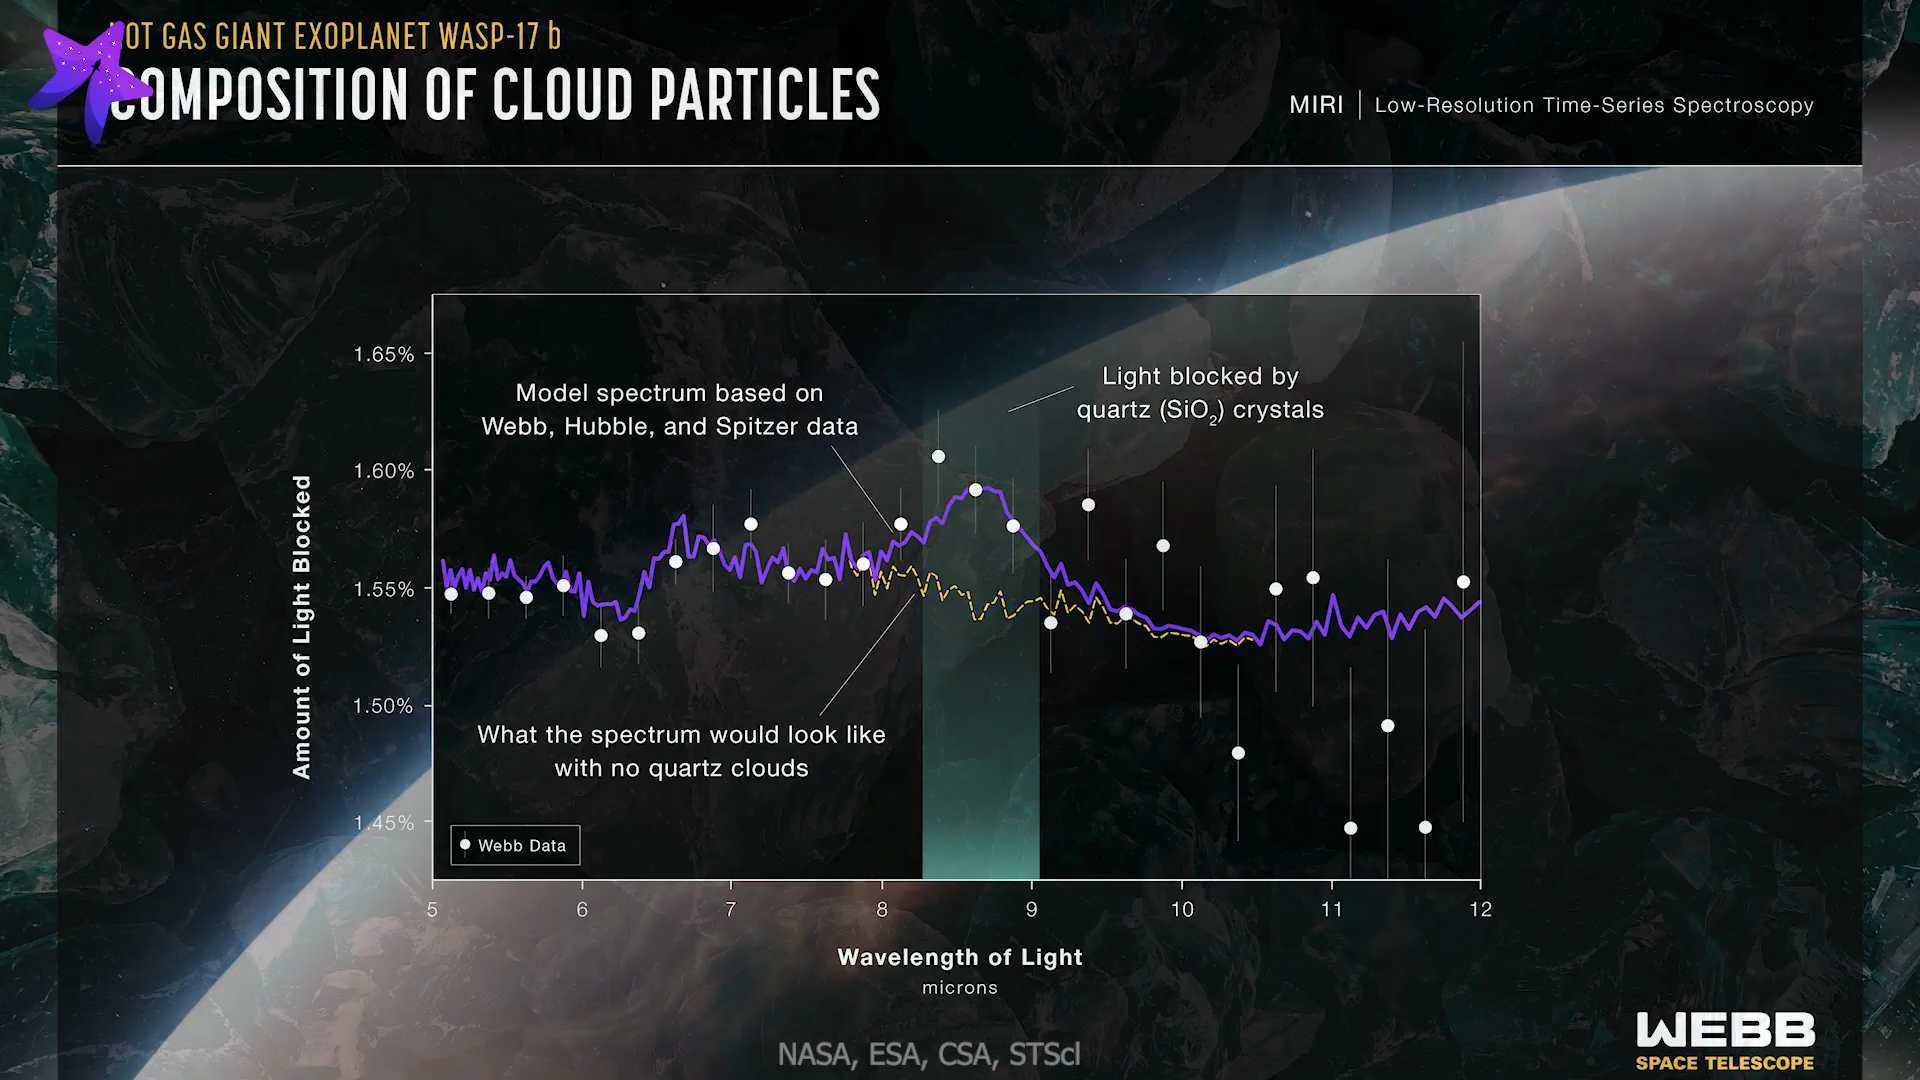 HOT GAS GIANT EXOPLANET WASP-17 b
COMPOSITION OF CLOUD PARTICLES
MIRI | Low-Resolution Time-Series Spectroscopy
Model spectrum based on
Webb, Hubble, and Spitzer data
Light blocked by
quartz (SiO₂) crystals
1.65%
1.60%
1.55%
1.50%
1.45%
Amount of Light Blocked
What the spectrum would look like
with no quartz clouds
Webb Data
5 6 7 8 9 10 11 12
Wavelength of Light
microns
NASA, ESA, CSA, STScI
WEBB
SPACE TELESCOPE